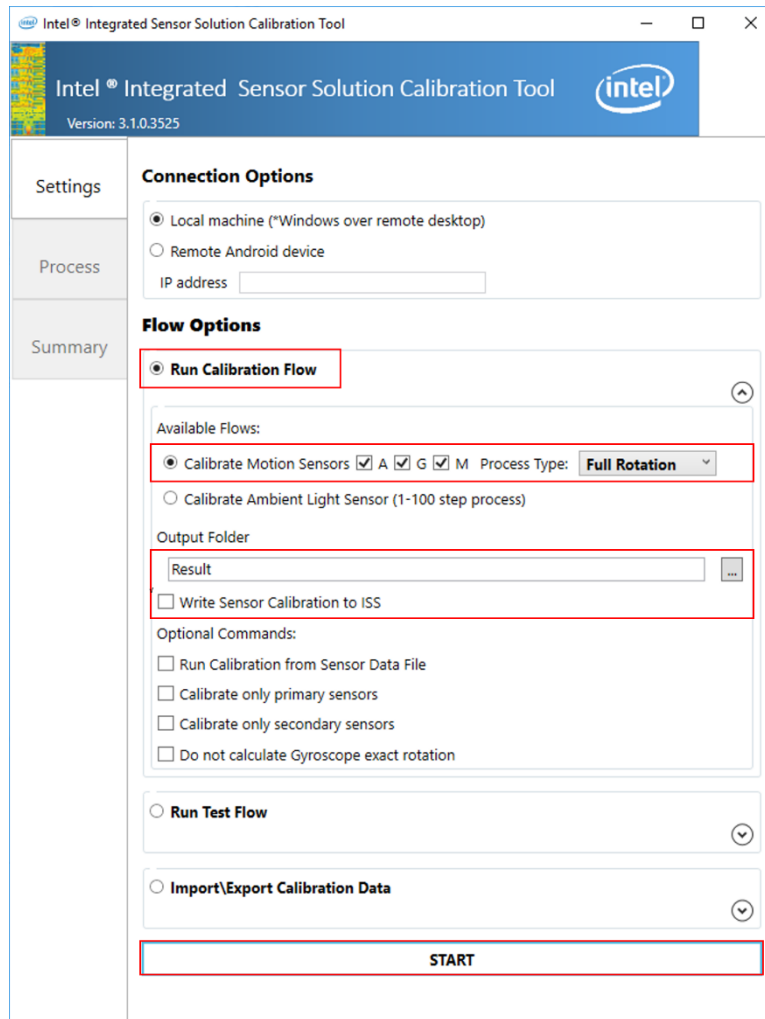 Intel® Integrated Sensor Solution Calibration Tool
Intel ® Integrated Sensor Solution Calibration Tool
intel
Version: 3.1.0.3525
Settings
Process
Summary
Connection Options
Local machine (*Windows over remote desktop)
Remote Android device
IP address
Flow Options
Run Calibration Flow
Available Flows:
Calibrate Motion Sensors A G M Process Type: Full Rotation
Calibrate Ambient Light Sensor (1-100 step process)
Output Folder
Result ...
Write Sensor Calibration to ISS
Optional Commands:
Run Calibration from Sensor Data File
Calibrate only primary sensors
Calibrate only secondary sensors
Do not calculate Gyroscope exact rotation
Run Test Flow
Import\Export Calibration Data
START